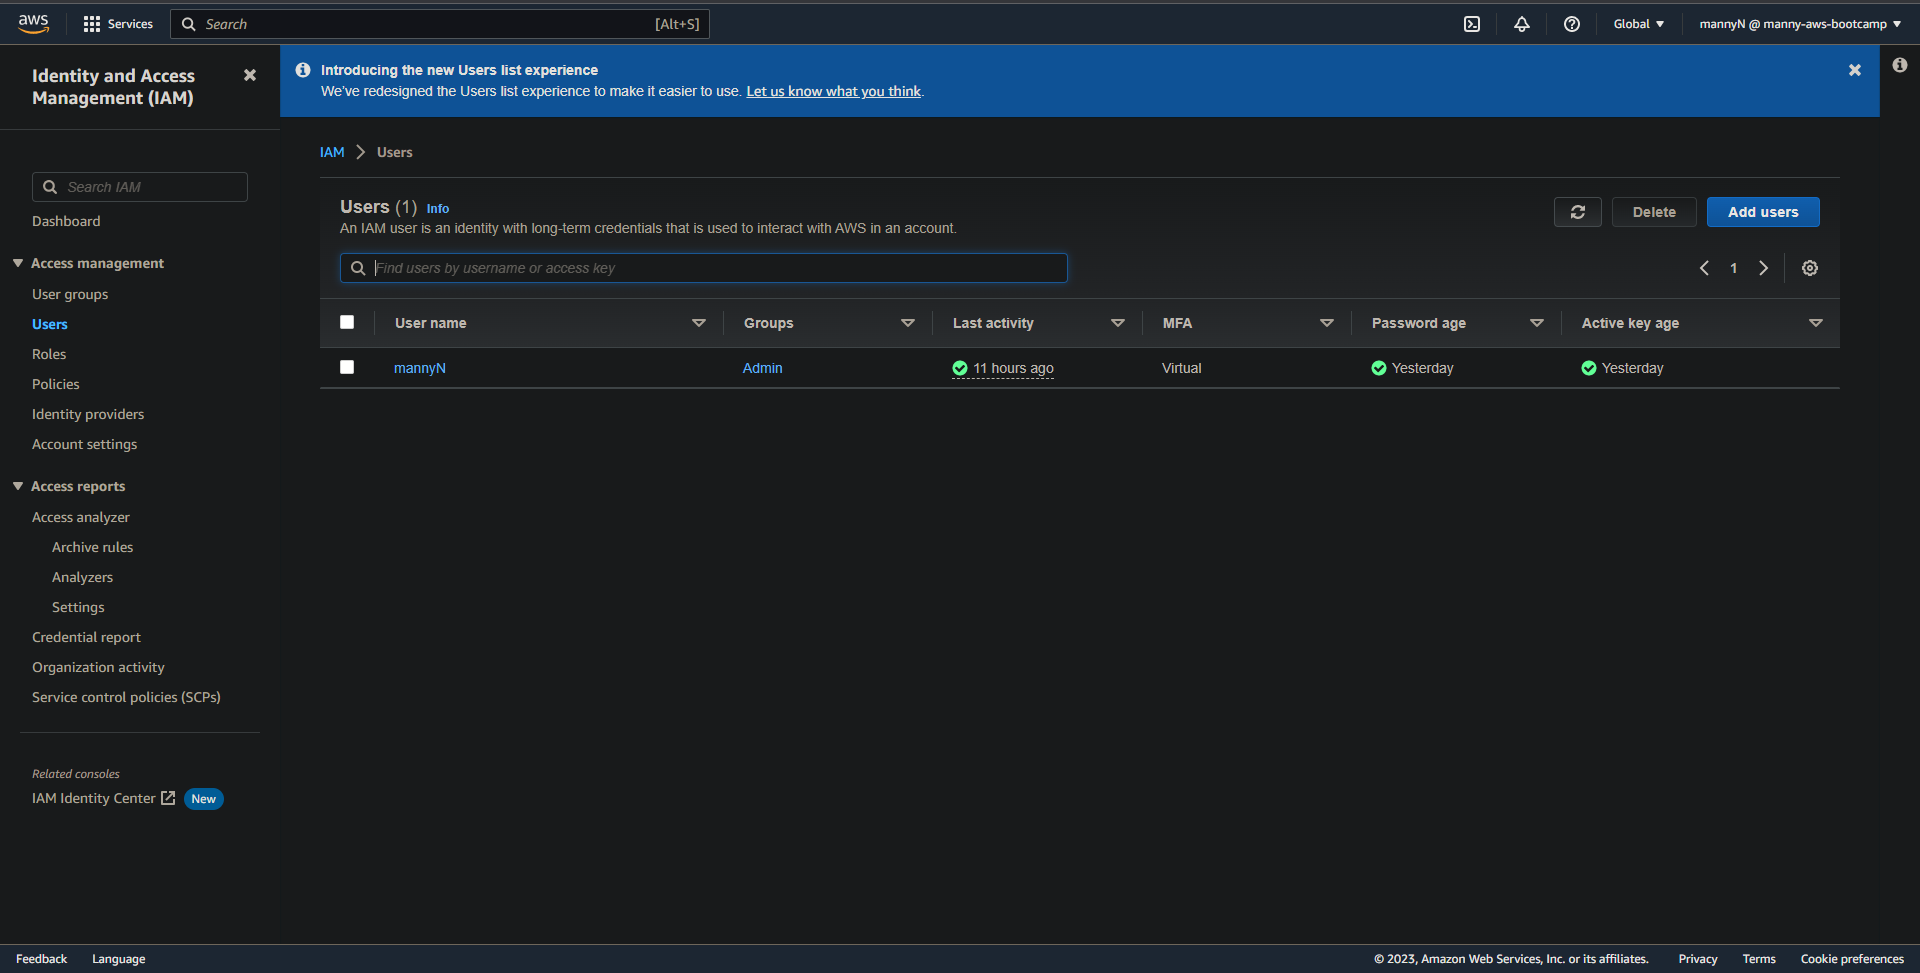 aws
Services
Search
[Alt+S]
Global
mannyN @ manny-aws-bootcamp
Identity and Access
Management (IAM)
Search IAM
Dashboard
Access management
User groups
Users
Roles
Policies
Identity providers
Account settings
Access reports
Access analyzer
Archive rules
Analyzers
Settings
Credential report
Organization activity
Service control policies (SCPs)
Related consoles
IAM Identity Center
New
Introducing the new Users list experience
We've redesigned the Users list experience to make it easier to use. Let us know what you think.
IAM > Users
Users (1) Info
An IAM user is an identity with long-term credentials that is used to interact with AWS in an account.
Delete
Add users
Find users by username or access key
1
User name
Groups
Last activity
MFA
Password age
Active key age
mannyN
Admin
11 hours ago
Virtual
Yesterday
Yesterday
Feedback
Language
© 2023, Amazon Web Services, Inc. or its affiliates.
Privacy
Terms
Cookie preferences